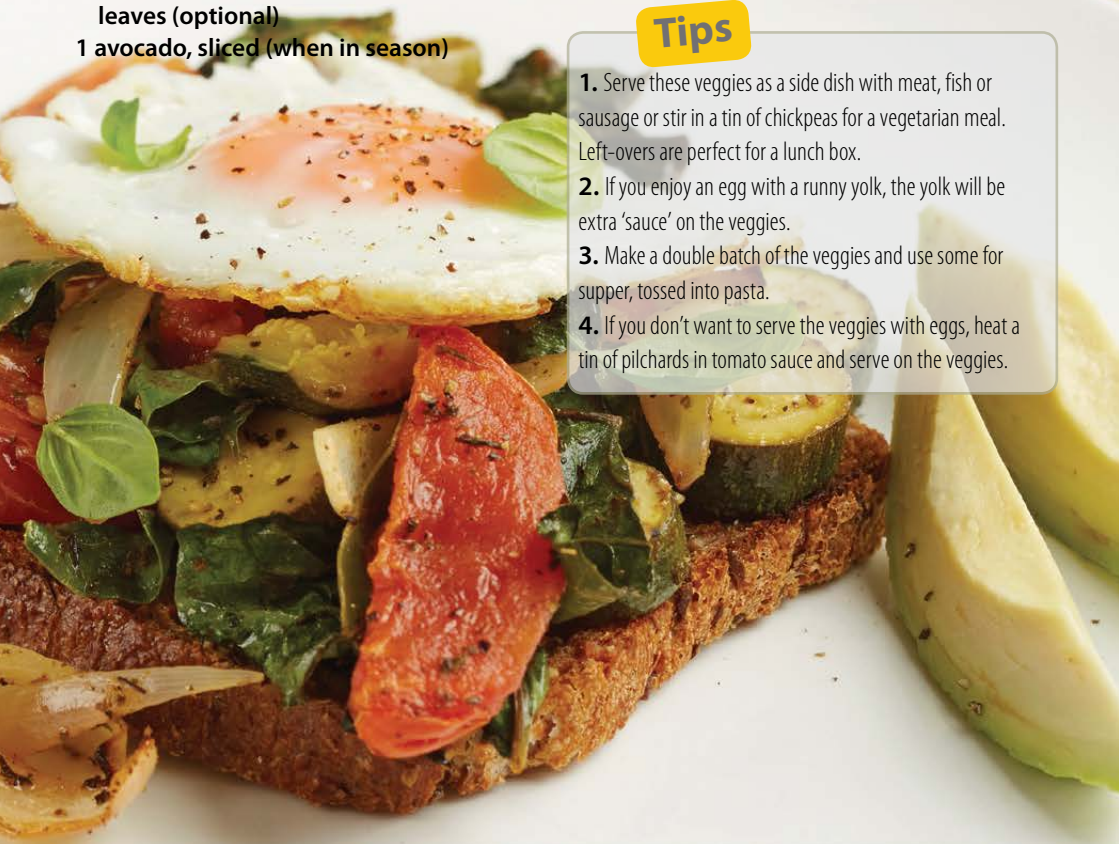 leaves (optional)
1 avocado, sliced (when in season)
Tips
1. Serve these veggies as a side dish with meat, fish or
sausage or stir in a tin of chickpeas for a vegetarian meal.
Left-overs are perfect for a lunch box.
2. If you enjoy an egg with a runny yolk, the yolk will be
extra ‘sauce’ on the veggies.
3. Make a double batch of the veggies and use some for
supper, tossed into pasta.
4. If you don’t want to serve the veggies with eggs, heat a
tin of pilchards in tomato sauce and serve on the veggies.